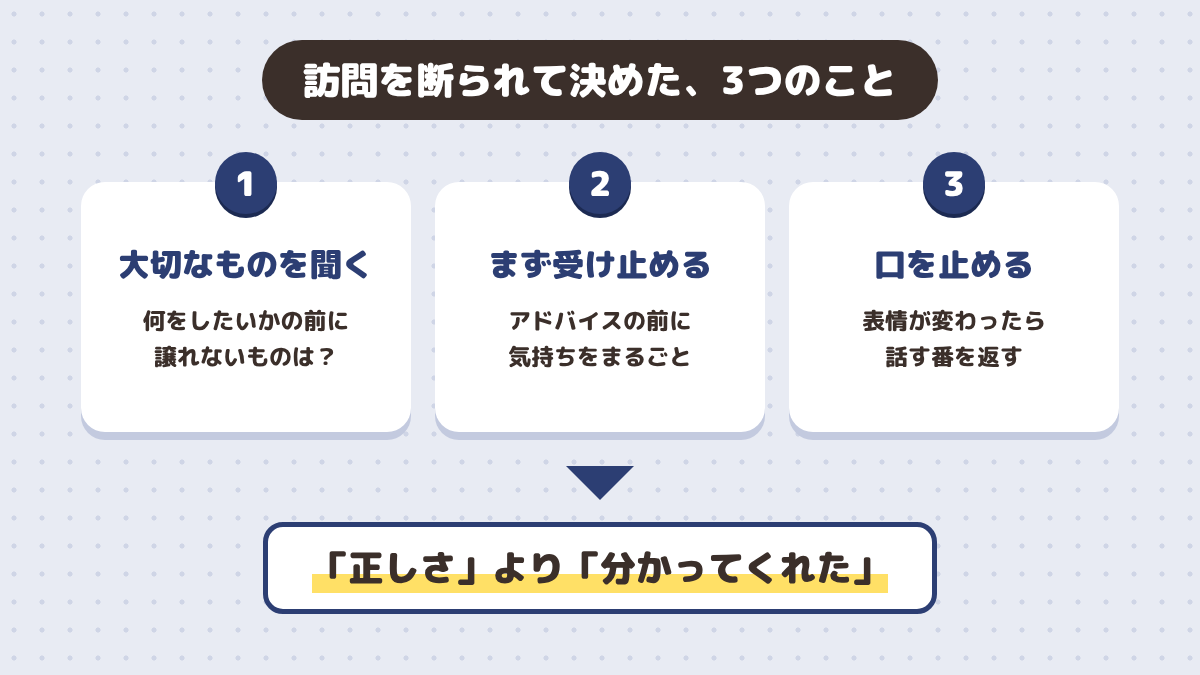 訪問を断られて決めた、3つのこと
1
大切なものを聞く
何をしたいかの前に
譲れないものは？
2
まず受け止める
アドバイスの前に
気持ちをまるごと
3
口を止める
表情が変わったら
話す番を返す
「正しさ」より「分かってくれた」